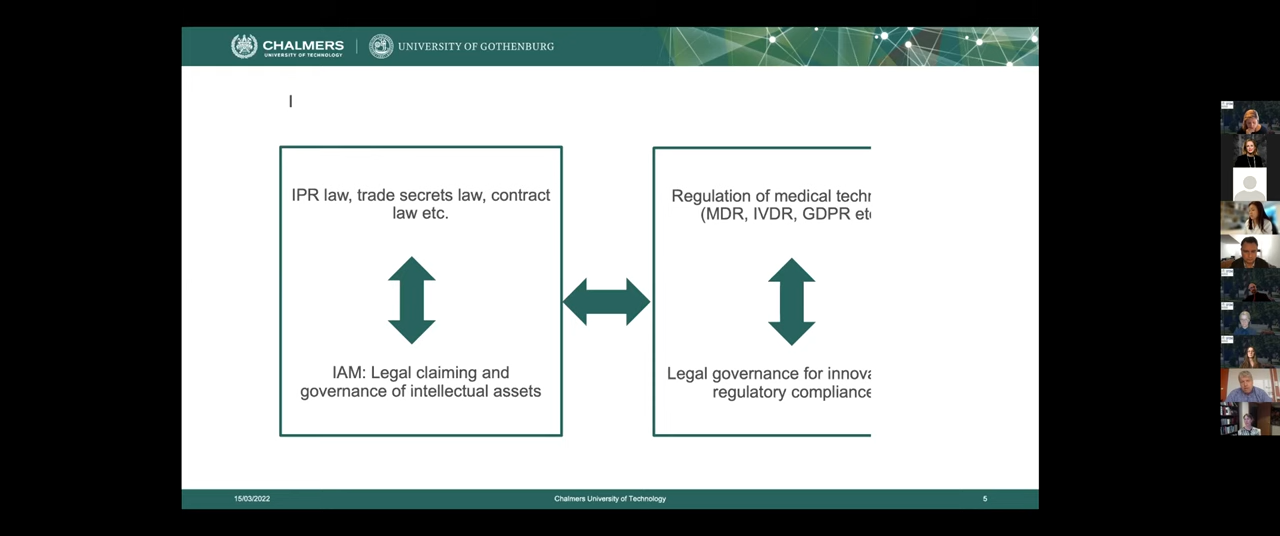 CHALMERS
UNIVERSITY OF TECHNOLOGY
UNIVERSITY OF GOTHENBURG
I
IPR law, trade secrets law, contract
law etc.
IAM: Legal claiming and
governance of intellectual assets
Regulation of medical techn
(MDR, IVDR, GDPR etc
Legal governance for innova
regulatory compliance
15/03/2022
Chalmers University of Technology
5